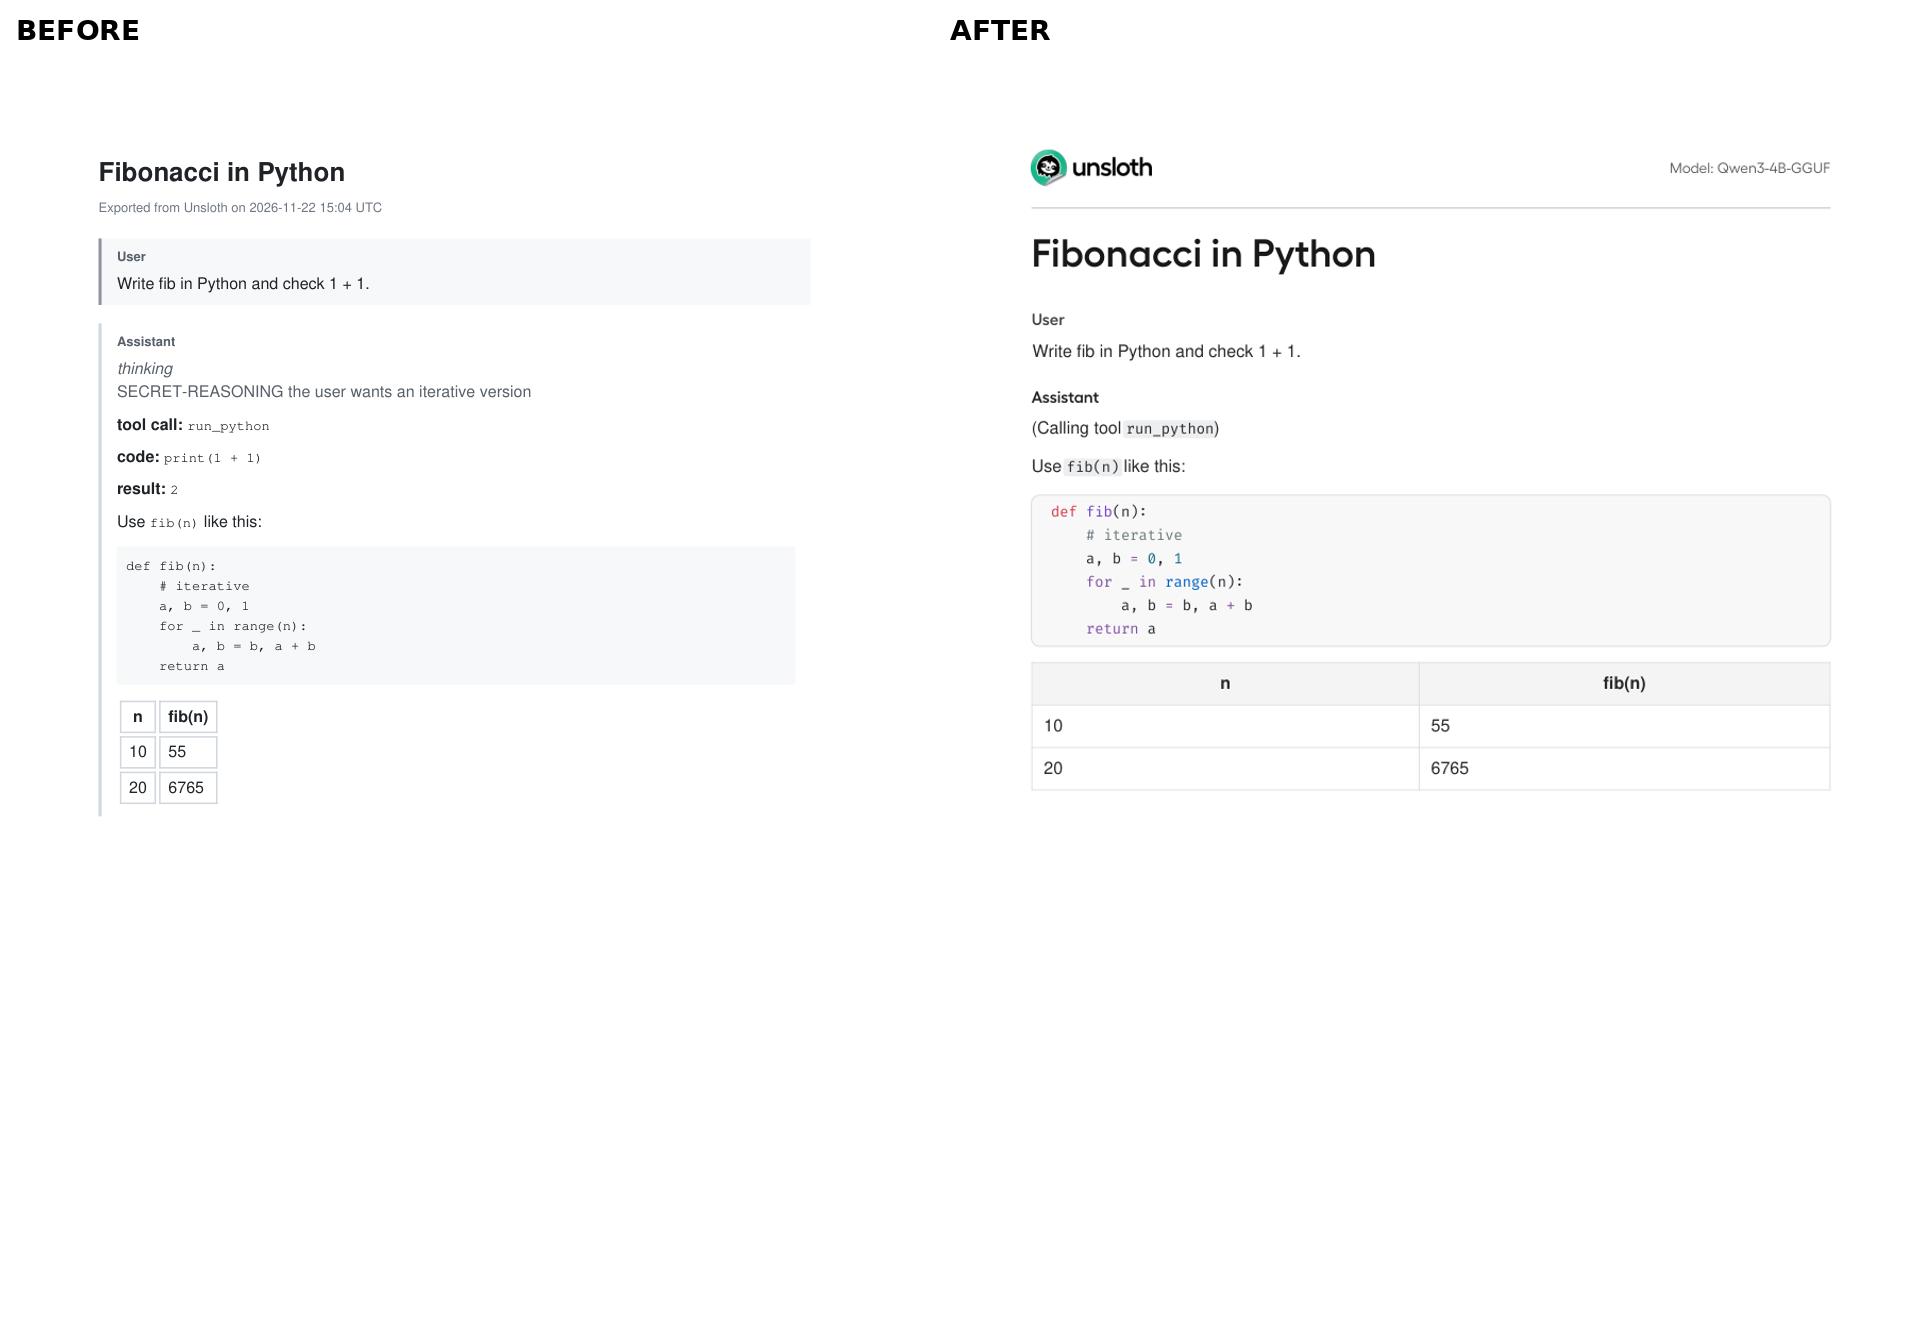 BEFORE
Fibonacci in Python
Exported from Unsloth on 2026-11-22 15:04 UTC
User
Write fib in Python and check 1 + 1.
Assistant
thinking
SECRET-REASONING the user wants an iterative version
tool call: run_python
code: print(1 + 1)
result: 2
Use fib(n) like this:
def fib(n):
    # iterative
    a, b = 0, 1
    for _ in range(n):
        a, b = b, a + b
    return a
n fib(n)
10 55
20 6765
AFTER
unsloth
Model: Qwen3-4B-GGUF
Fibonacci in Python
User
Write fib in Python and check 1 + 1.
Assistant
(Calling tool run_python)
Use fib(n) like this:
def fib(n):
    # iterative
    a, b = 0, 1
    for _ in range(n):
        a, b = b, a + b
    return a
n fib(n)
10 55
20 6765